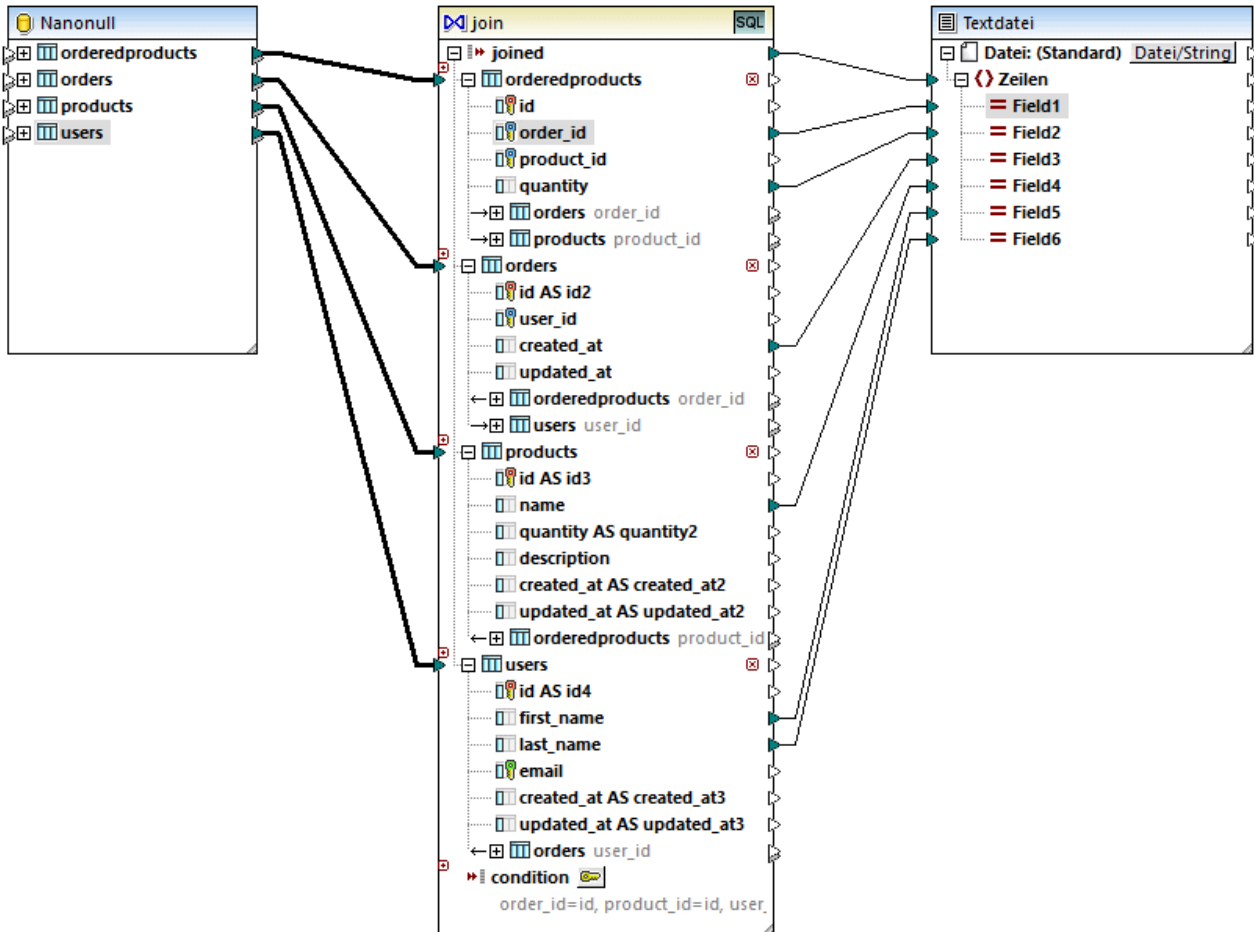 Nanonull
orderedproducts
orders
products
users
join
SQL
joined
orderedproducts
id
order_id
product_id
quantity
orders order_id
products product_id
orders
id AS id2
user_id
created_at
updated_at
orderedproducts order_id
users user_id
products
id AS id3
name
quantity AS quantity2
description
created_at AS created_at2
updated_at AS updated_at2
orderedproducts product_id
users
id AS id4
first_name
last_name
email
created_at AS created_at3
updated_at AS updated_at3
orders user_id
condition
order_id=id, product_id=id, user_
Textdatei
Datei: (Standard) Datei/String
Zeilen
Field1
Field2
Field3
Field4
Field5
Field6